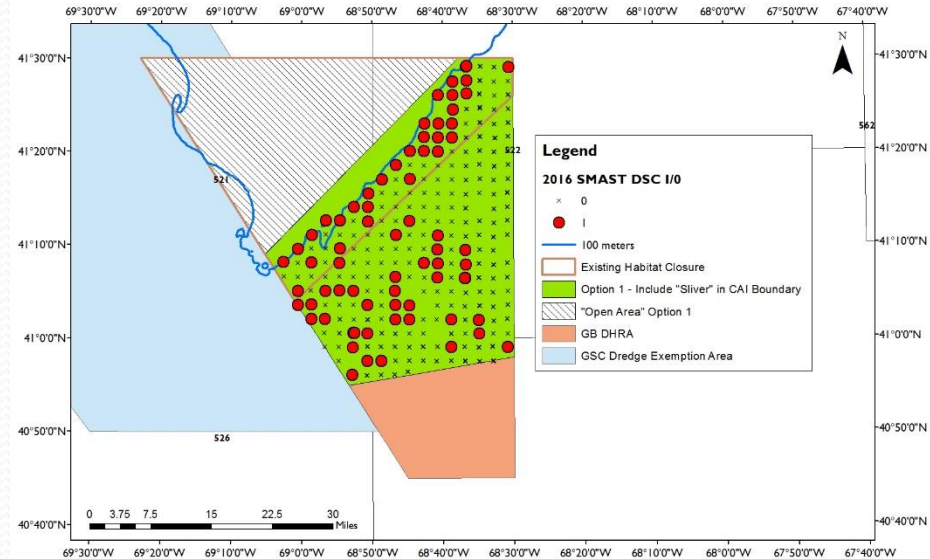 69°30'0"W 69°20'0"W 69°10'0"W 69°0'0"W 68°50'0"W 68°40'0"W 68°30'0"W 68°20'0"W 68°10'0"W 68°0'0"W 67°50'0"W 67°40'0"W
41°30'0"N 41°30'0"N
N
562
41°20'0"N 41°20'0"N
522
521
41°10'0"N 41°10'0"N
41°0'0"N 41°0'0"N
40°50'0"N 40°50'0"N
526
40°40'0"N 40°40'0"N
Legend
2016 SMAST DSC 1/0
0
1
100 meters
Existing Habitat Closure
Option 1 - Include "Sliver" in CAI Boundary
"Open Area" Option 1
GB DHRA
GSC Dredge Exemption Area
0 3.75 7.5 15 22.5 30
Miles
69°30'0"W 69°20'0"W 69°10'0"W 69°0'0"W 68°50'0"W 68°40'0"W 68°30'0"W 68°20'0"W 68°10'0"W 68°0'0"W 67°50'0"W 67°40'0"W